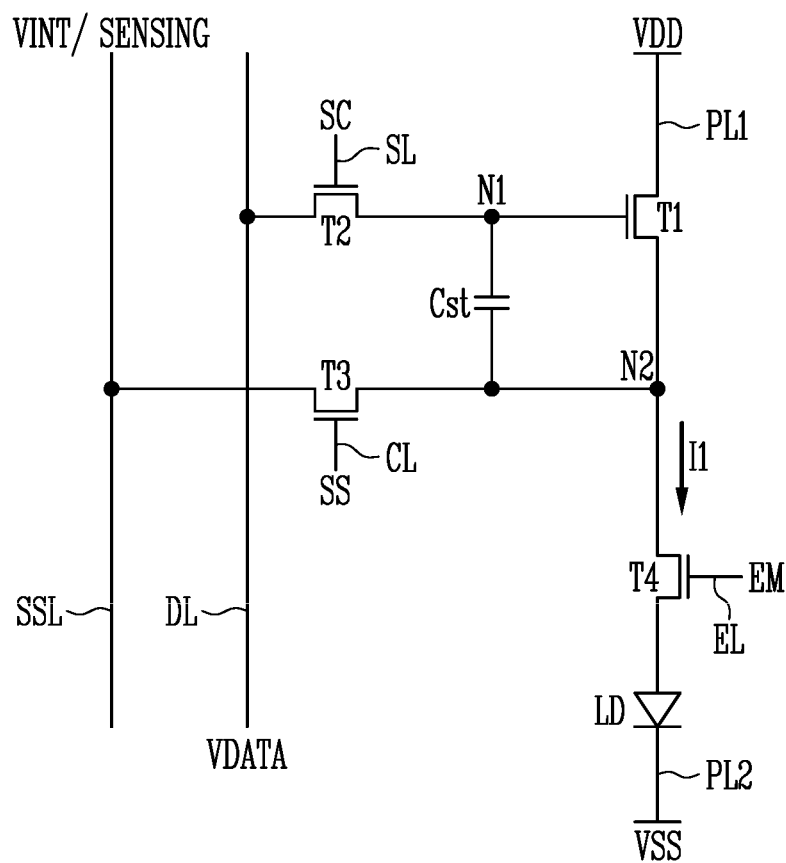 VINT/ SENSING
VDD
SC
PL1
SL
N1
T2
T1
Cst
T3
N2
CL
I1
SS
T4
EM
SSL
DL
EL
LD
VDATA
PL2
VSS